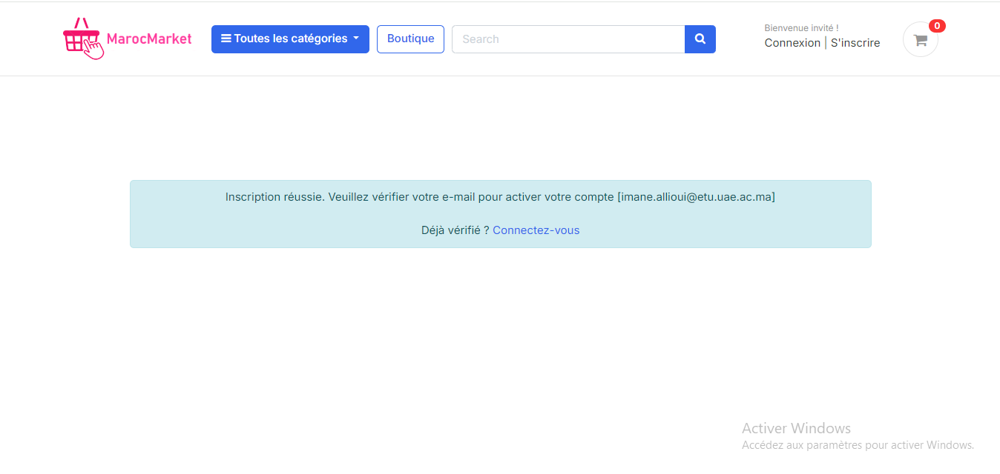 MarocMarket
Toutes les catégories
Boutique
Search
Bienvenue invité !
Connexion | S'inscrire
0
Inscription réussie. Veuillez vérifier votre e-mail pour activer votre compte [imane.allioui@etu.uae.ac.ma]
Déjà vérifié ? Connectez-vous
Activer Windows
Accédez aux paramètres pour activer Windows.